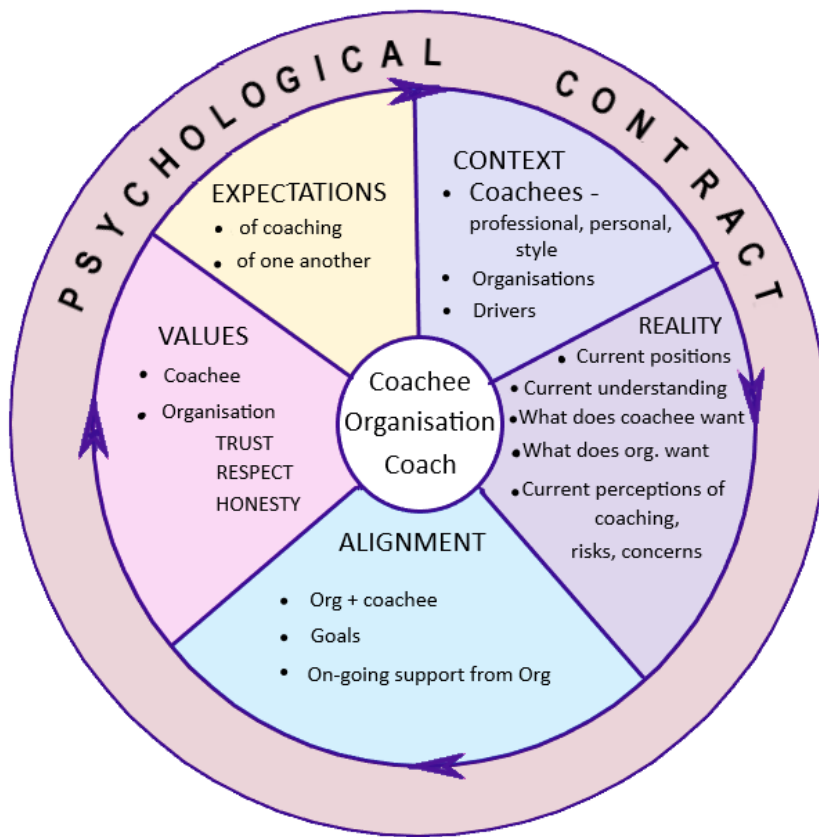 PSYCHOLOGICAL CONTRACT
EXPECTATIONS
• of coaching
• of one another
CONTEXT
• Coachees -
professional, personal,
style
• Organisations
• Drivers
REALITY
• Current positions
• Current understanding
• What does coachee want
• What does org. want
• Current perceptions of
coaching,
risks, concerns
ALIGNMENT
• Org + coachee
• Goals
• On-going support from Org
VALUES
• Coachee
• Organisation
TRUST
RESPECT
HONESTY
Coachee
Organisation
Coach